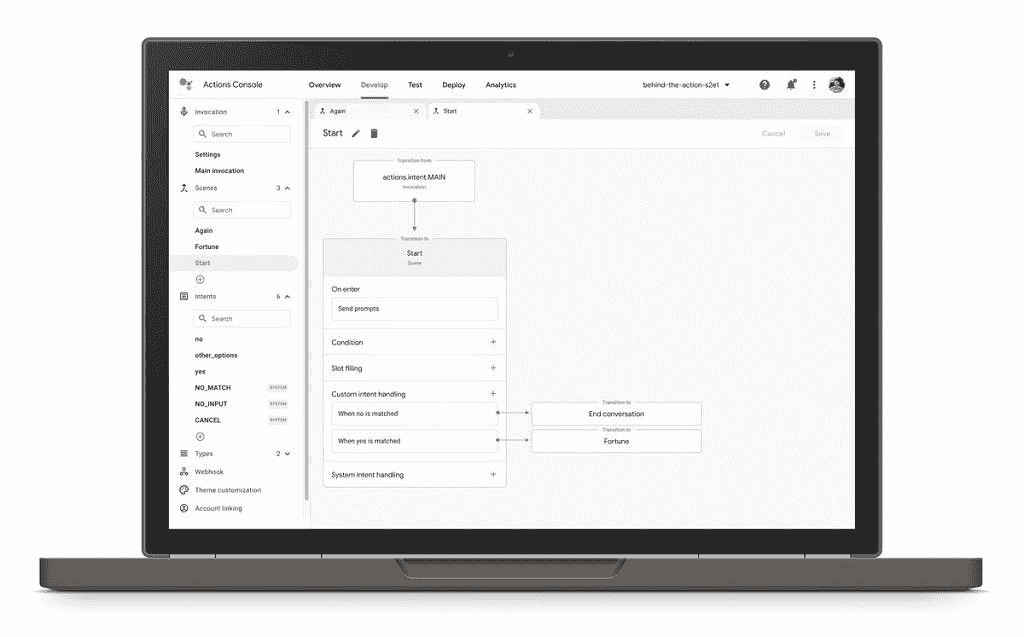 Actions Console
Overview Develop Test Deploy Analytics
behind-the-action-s2e1
Invocation 1
Search
Settings
Main invocation
Scenes 3
Search
Again
Fortune
Start
Intents 6
Search
no
other_options
yes
NO_MATCH SYSTEM
NO_INPUT SYSTEM
CANCEL SYSTEM
Types 2
Webhook
Theme customization
Account linking
Again
Start
Start
Cancel Save
Transition from
actions.intent.MAIN
Invocation
Transition to
Start
Scene
On enter
Send prompts
Condition
Slot filling
Custom intent handling
When no is matched
Transition to
End conversation
When yes is matched
Transition to
Fortune
System intent handling